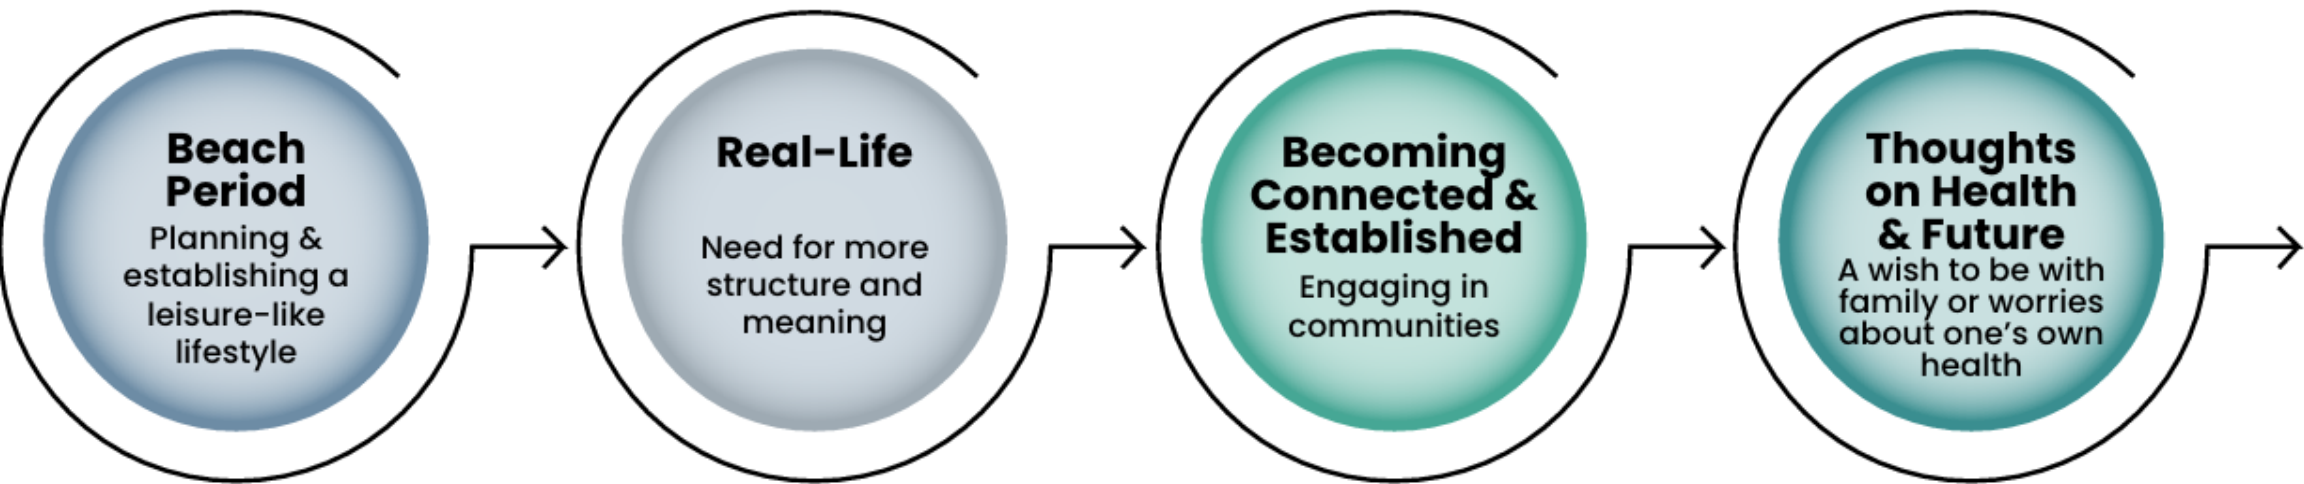 Beach
Period
Planning &
establishing a
leisure-like
lifestyle
Real-Life
Need for more
structure and
meaning
Becoming
Connected &
Established
Engaging in
communities
Thoughts
on Health
& Future
A wish to be with
family or worries
about one's own
health